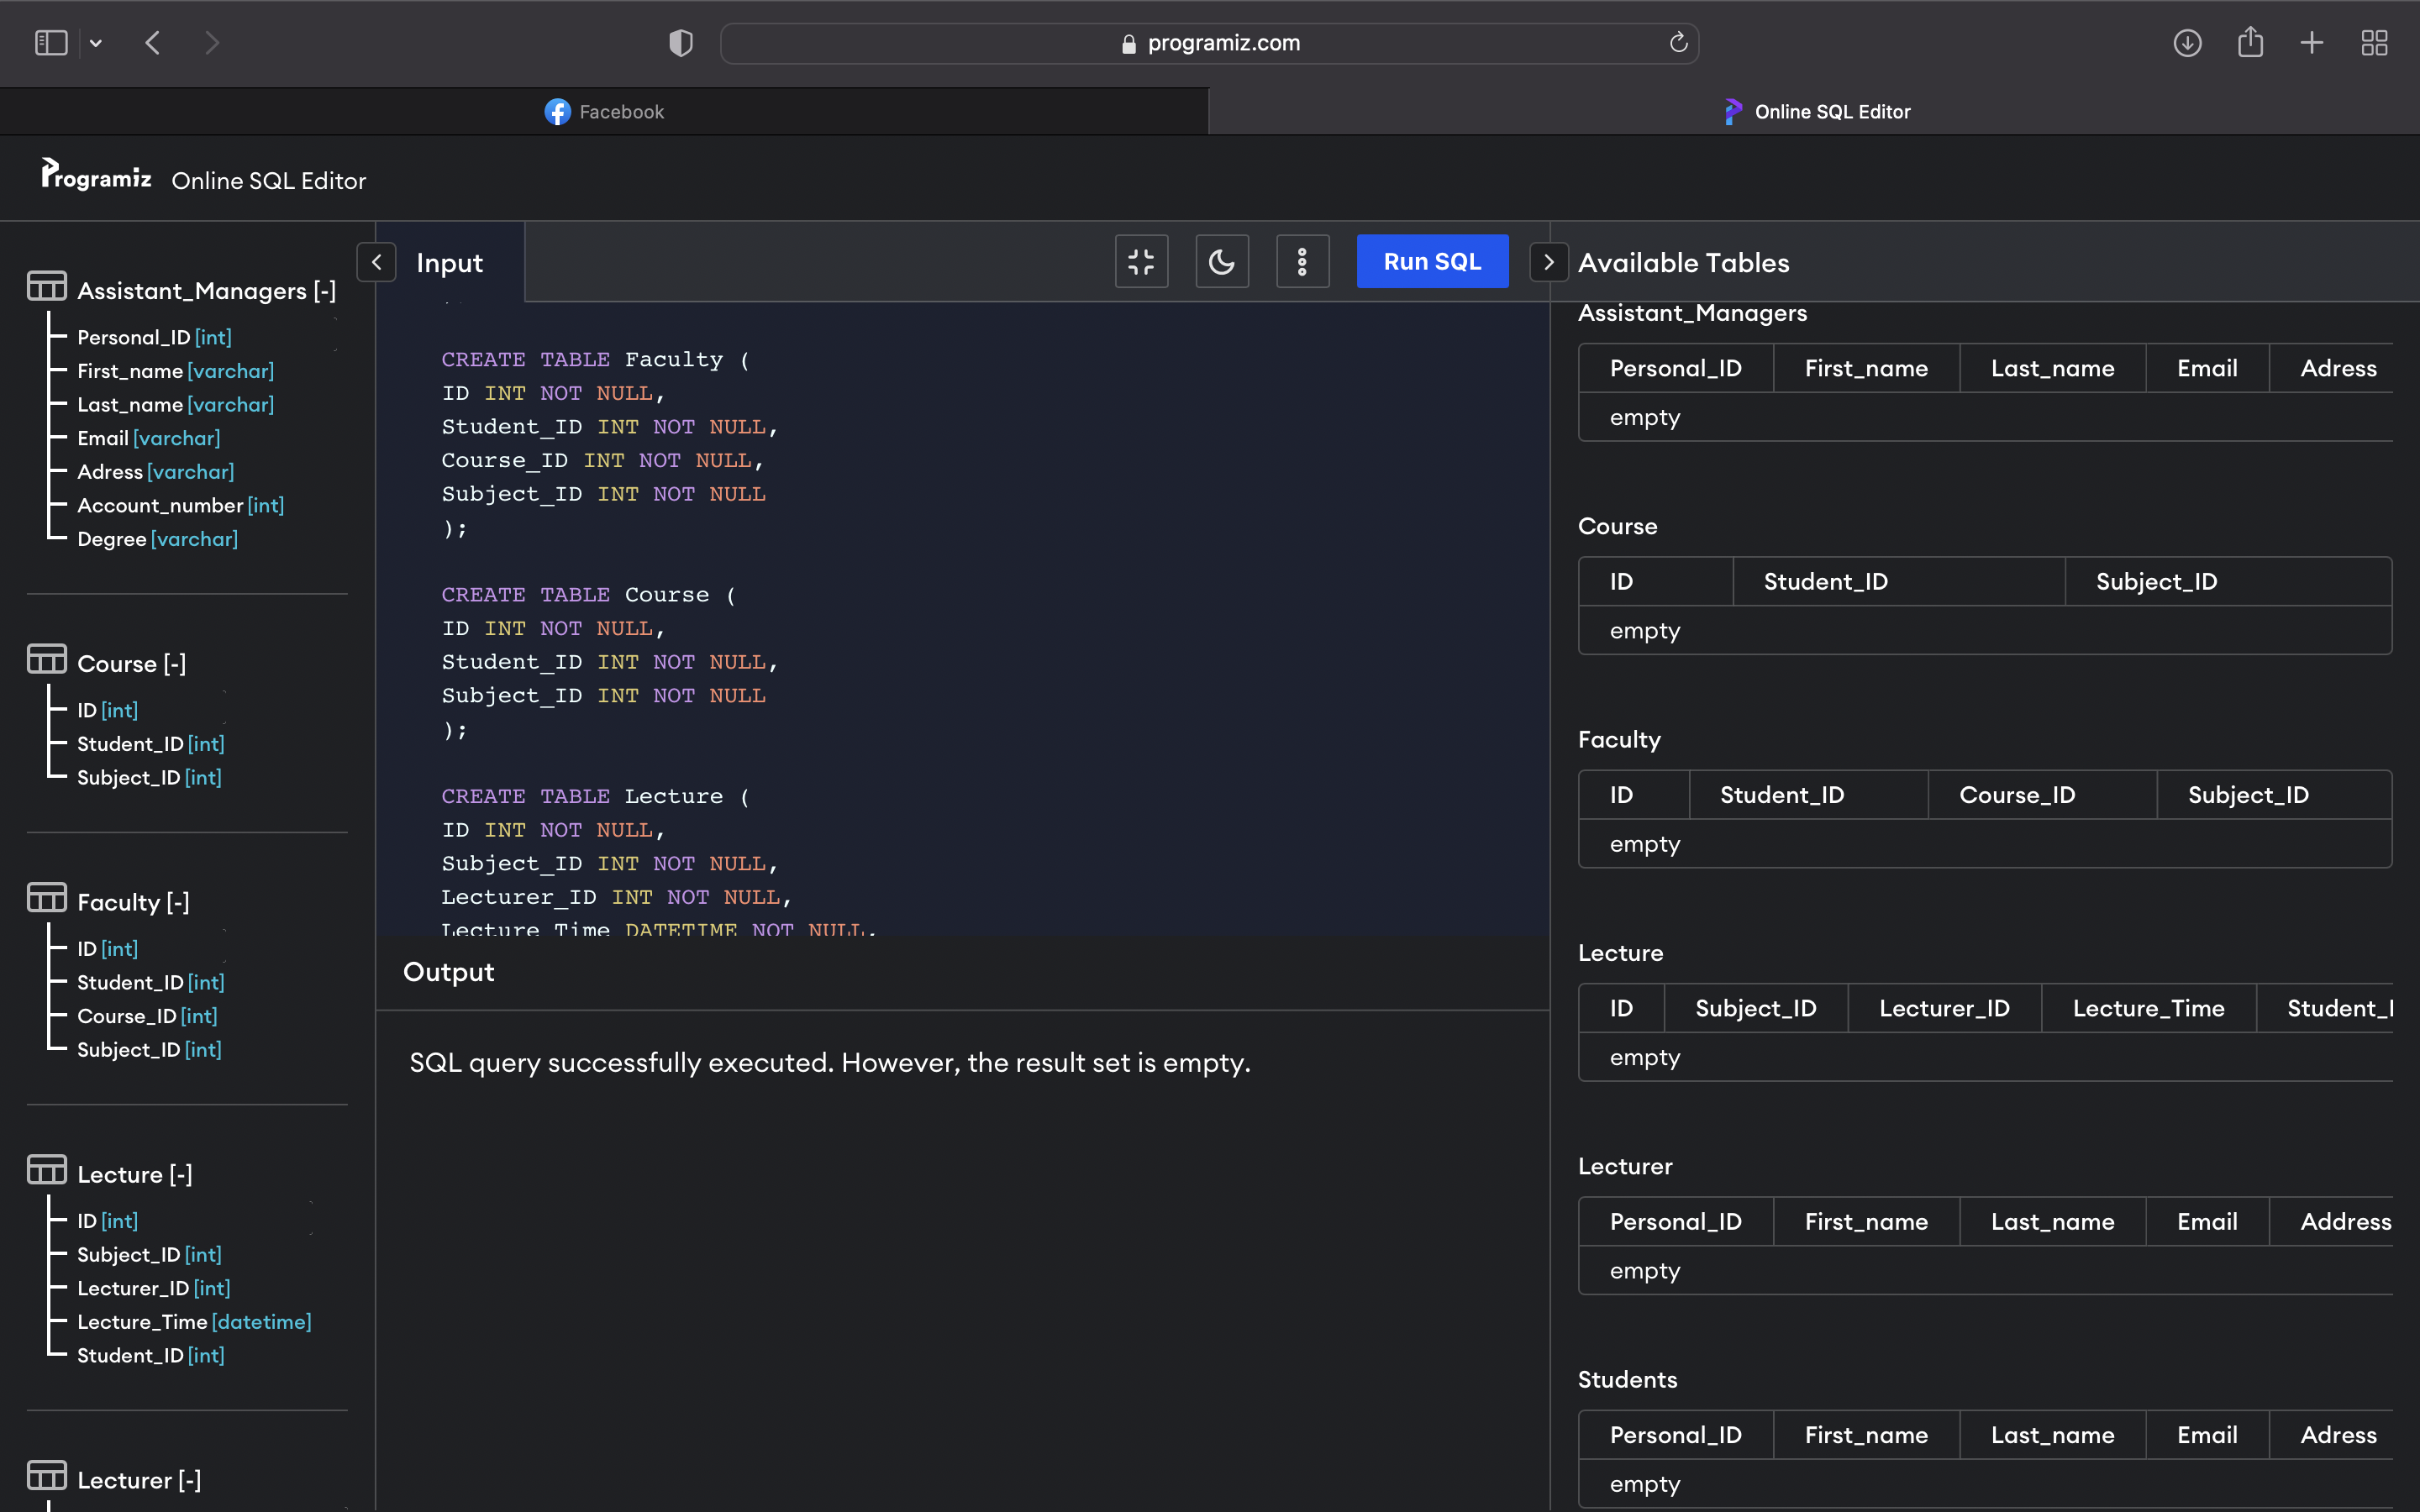 programiz.com
Facebook
Online SQL Editor
Programiz Online SQL Editor
Assistant_Managers [-]
Personal_ID [int]
First_name [varchar]
Last_name [varchar]
Email [varchar]
Adress [varchar]
Account_number [int]
Degree [varchar]
Course [-]
ID [int]
Student_ID [int]
Subject_ID [int]
Faculty [-]
ID [int]
Student_ID [int]
Course_ID [int]
Subject_ID [int]
Lecture [-]
ID [int]
Subject_ID [int]
Lecturer_ID [int]
Lecture_Time [datetime]
Student_ID [int]
Lecturer [-]
Input
Run SQL
CREATE TABLE Faculty (
ID INT NOT NULL,
Student_ID INT NOT NULL,
Course_ID INT NOT NULL,
Subject_ID INT NOT NULL
);
CREATE TABLE Course (
ID INT NOT NULL,
Student_ID INT NOT NULL,
Subject_ID INT NOT NULL
);
CREATE TABLE Lecture (
ID INT NOT NULL,
Subject_ID INT NOT NULL,
Lecturer_ID INT NOT NULL,
Lecture_Time DATETIME NOT NULL,
Output
SQL query successfully executed. However, the result set is empty.
Available Tables
Assistant_Managers
Personal_ID First_name Last_name Email Adress
empty
Course
ID Student_ID Subject_ID
empty
Faculty
ID Student_ID Course_ID Subject_ID
empty
Lecture
ID Subject_ID Lecturer_ID Lecture_Time Student_I
empty
Lecturer
Personal_ID First_name Last_name Email Address
empty
Students
Personal_ID First_name Last_name Email Adress
empty